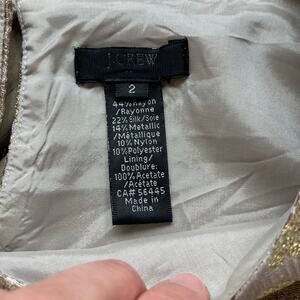 J.CREW
2
44% Rayon
/Rayonne
22% Silk/Soie
14% Metallic
/Métallique
10% Nylon
10% Polyester
Lining/
Doublure:
100% Acetate
/Acétate
CA# 56445
Made in
China